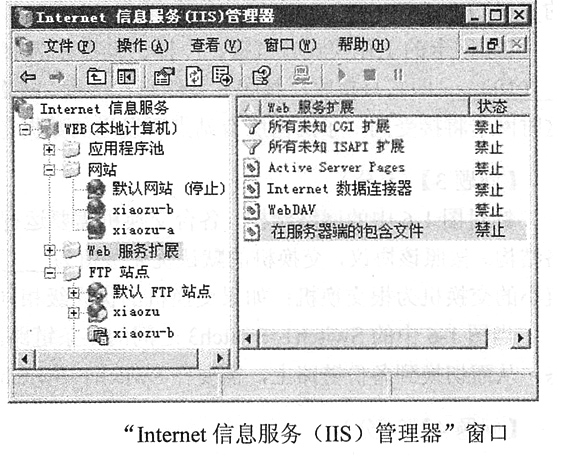 Internet 信息服务(IIS)管理器
文件(F) 操作(A) 查看(V) 窗口(W) 帮助(H)
Internet 信息服务
WEB(本地计算机)
应用程序池
网站
默认网站 (停止)
xiaozu-b
xiaozu-a
Web 服务扩展
FTP 站点
默认 FTP 站点
xiaozu
xiaozu-b
Web 服务扩展 状态
所有未知 CGI 扩展 禁止
所有未知 ISAPI 扩展 禁止
Active Server Pages 禁止
Internet 数据连接器 禁止
WebDAV 禁止
在服务器端的包含文件 禁止
“Internet 信息服务（IIS）管理器”窗口